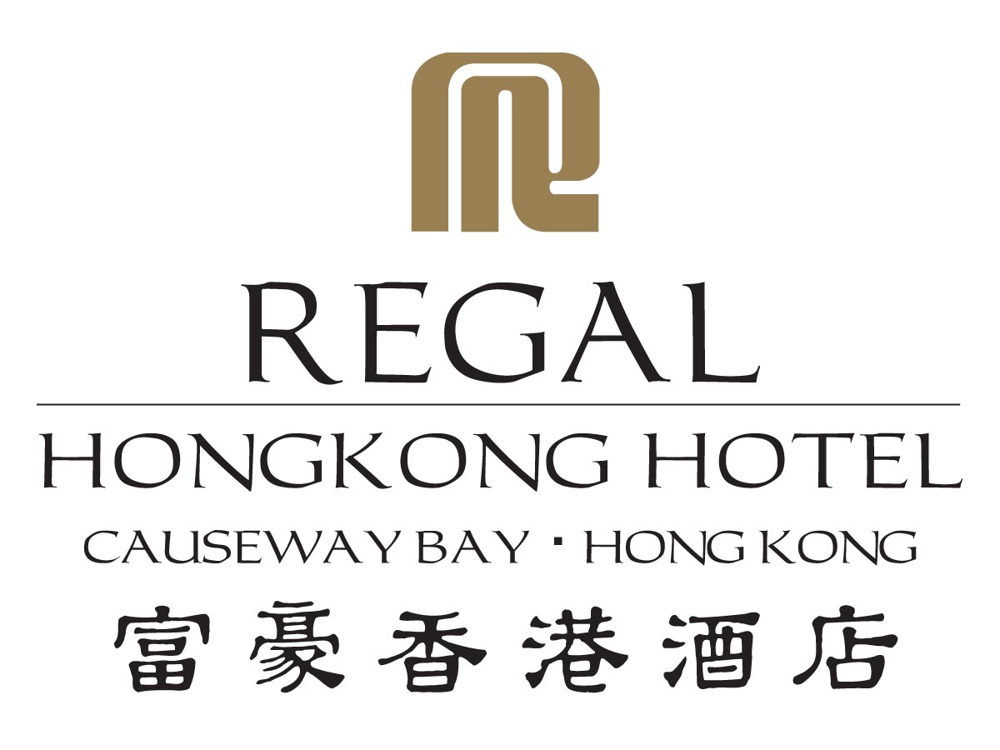 REGAL
HONGKONG HOTEL
CAUSEWAY BAY · HONG KONG
富豪香港酒店